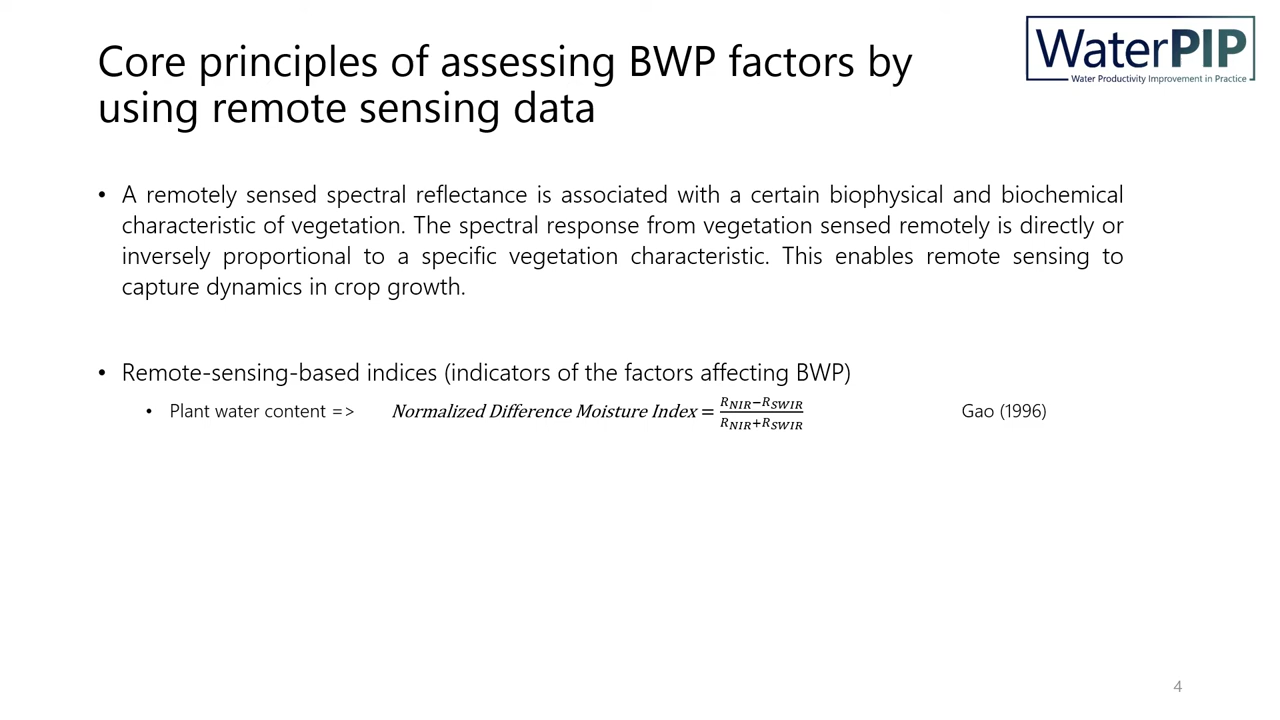 Core principles of assessing BWP factors by
using remote sensing data
WaterPIP
Water Productivity Improvement in Practice
• A remotely sensed spectral reflectance is associated with a certain biophysical and biochemical
characteristic of vegetation. The spectral response from vegetation sensed remotely is directly or
inversely proportional to a specific vegetation characteristic. This enables remote sensing to
capture dynamics in crop growth.
• Remote-sensing-based indices (indicators of the factors affecting BWP)
• Plant water content => Normalized Difference Moisture Index = (R_NIR−R_SWIR)/(R_NIR+R_SWIR) Gao (1996)
4